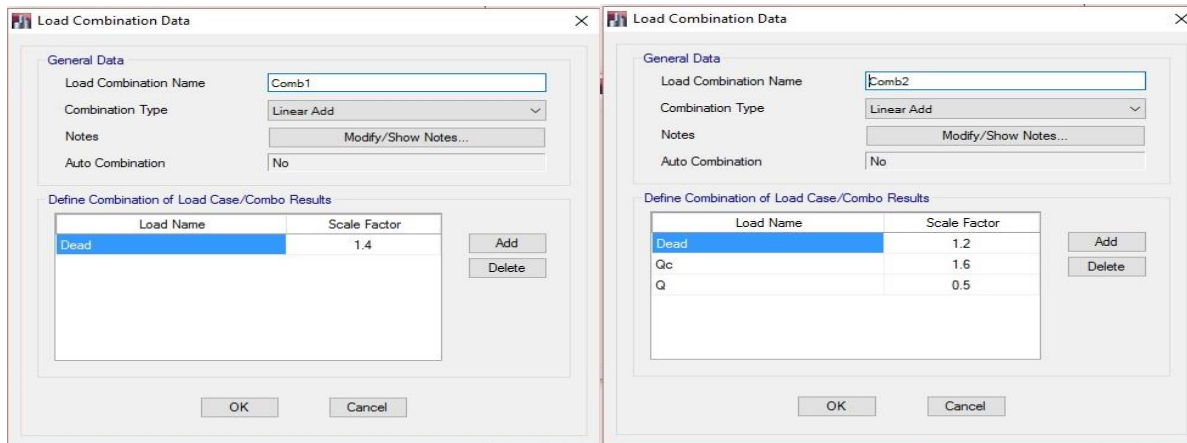 Load Combination Data
General Data
Load Combination Name Comb1
Combination Type Linear Add
Notes Modify/Show Notes...
Auto Combination No
Define Combination of Load Case/Combo Results
Load Name Scale Factor
Dead 1.4
Add
Delete
OK Cancel
Load Combination Data
General Data
Load Combination Name Comb2
Combination Type Linear Add
Notes Modify/Show Notes...
Auto Combination No
Define Combination of Load Case/Combo Results
Load Name Scale Factor
Dead 1.2
Qc 1.6
Q 0.5
Add
Delete
OK Cancel